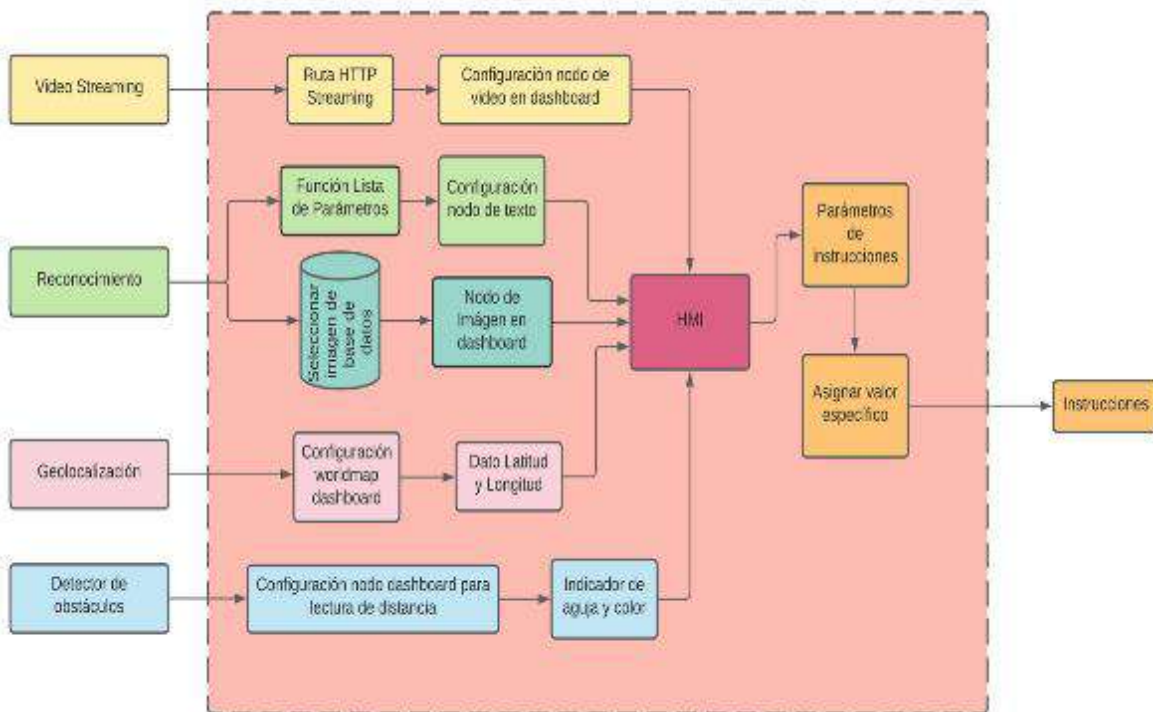 Video Streaming
Ruta HTTP
Streaming
Configuración nodo de
video en dashboard
Reconocimiento
Función Lista
de Parámetros
Configuración
nodo de texto
Seleccionar
imagen de
base de
datos
Nodo de
Imágen en
dashboard
HMI
Parámetros
de
instrucciones
Asignar valor
específico
Instrucciones
Geolocalización
Configuración
worldmap
dashboard
Dato Latitud
y Longitud
Detector de
obstáculos
Configuración nodo dashboard para
lectura de distancia
Indicador de
aguja y color